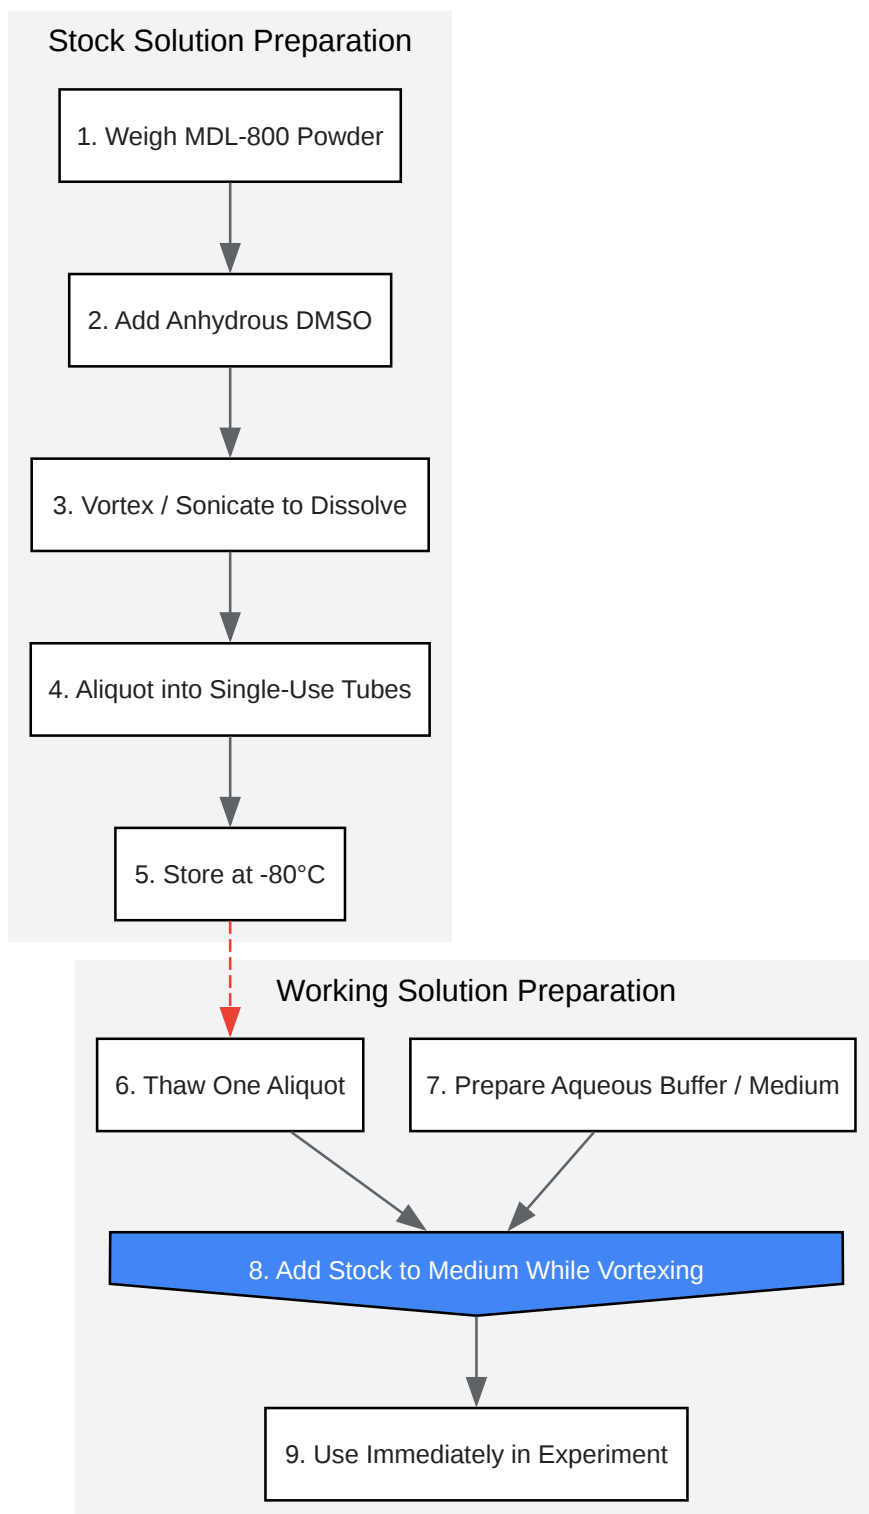 Stock Solution Preparation
1. Weigh MDL-800 Powder
2. Add Anhydrous DMSO
3. Vortex / Sonicate to Dissolve
4. Aliquot into Single-Use Tubes
5. Store at -80°C
Working Solution Preparation
6. Thaw One Aliquot
7. Prepare Aqueous Buffer / Medium
8. Add Stock to Medium While Vortexing
9. Use Immediately in Experiment